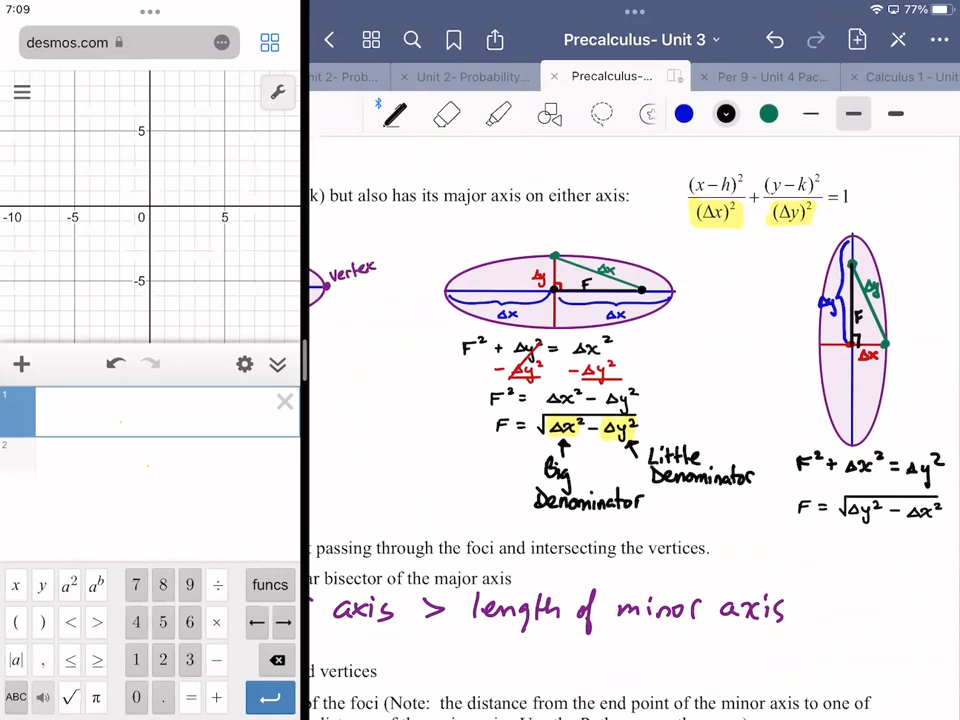 7:09
77%
desmos.com
Precalculus- Unit 3
nit 2- Prob...
Unit 2- Probability...
Precalculus-...
Per 9 - Unit 4 Pac...
Calculus 1 - Unit
5
-10 -5 0 5
-5
k) but also has its major axis on either axis:
(x−h)²/(Δx)² + (y−k)²/(Δy)² = 1
vertex
Δy Δx F
Δx Δx
F² + Δy² = Δx²
- Δy² - Δy²
F² = Δx² - Δy²
F = √Δx² - Δy²
Big Denominator
Little Denominator
Δy Δy F
Δx
F² + Δx² = Δy²
F = √Δy² - Δx²
1
2
t passing through the foci and intersecting the vertices.
ar bisector of the major axis
axis > length of minor axis
d vertices
of the foci (Note: the distance from the end point of the minor axis to one of
x y a² aᵇ 7 8 9 ÷ funcs
( ) < > 4 5 6 ×
|a| , ≤ ≥ 1 2 3 −
ABC √ π 0 . = +